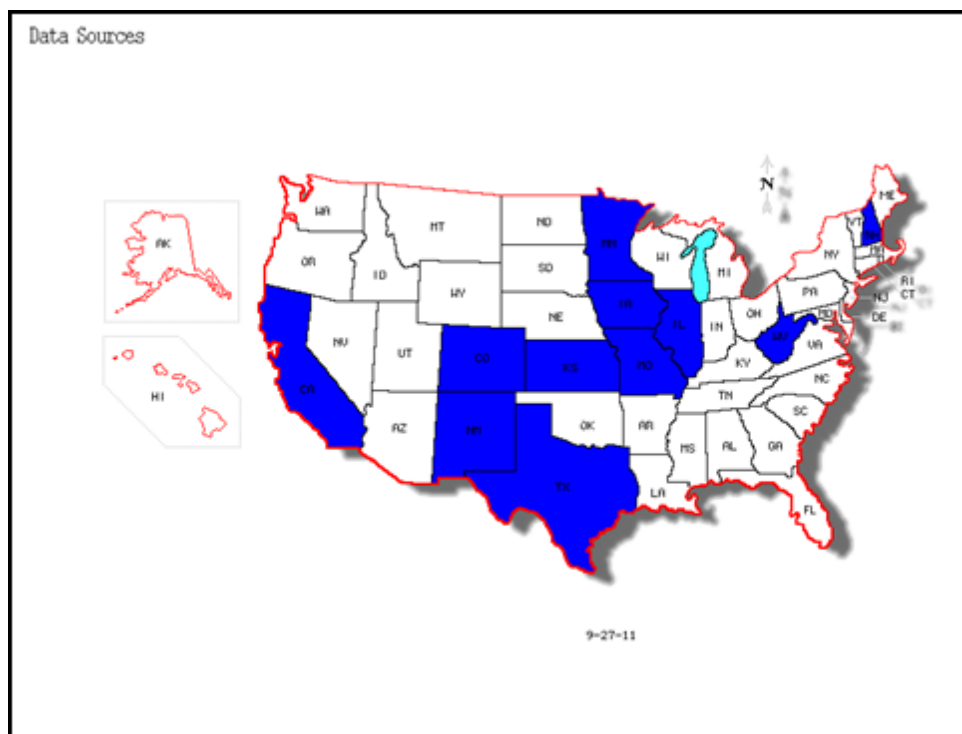 Data Sources
N
WA
MT
ND
MN
ME
VT
NH
AK
OR
ID
SD
WI
MI
NY
WY
RI
CT
PA
NJ
IA
NE
OH
MD
DE
NV
UT
IL
IN
WV
CO
KS
MO
VA
KY
HI
CA
NC
TN
AZ
NM
OK
AR
SC
MS
AL
GA
TX
LA
FL
9-27-11